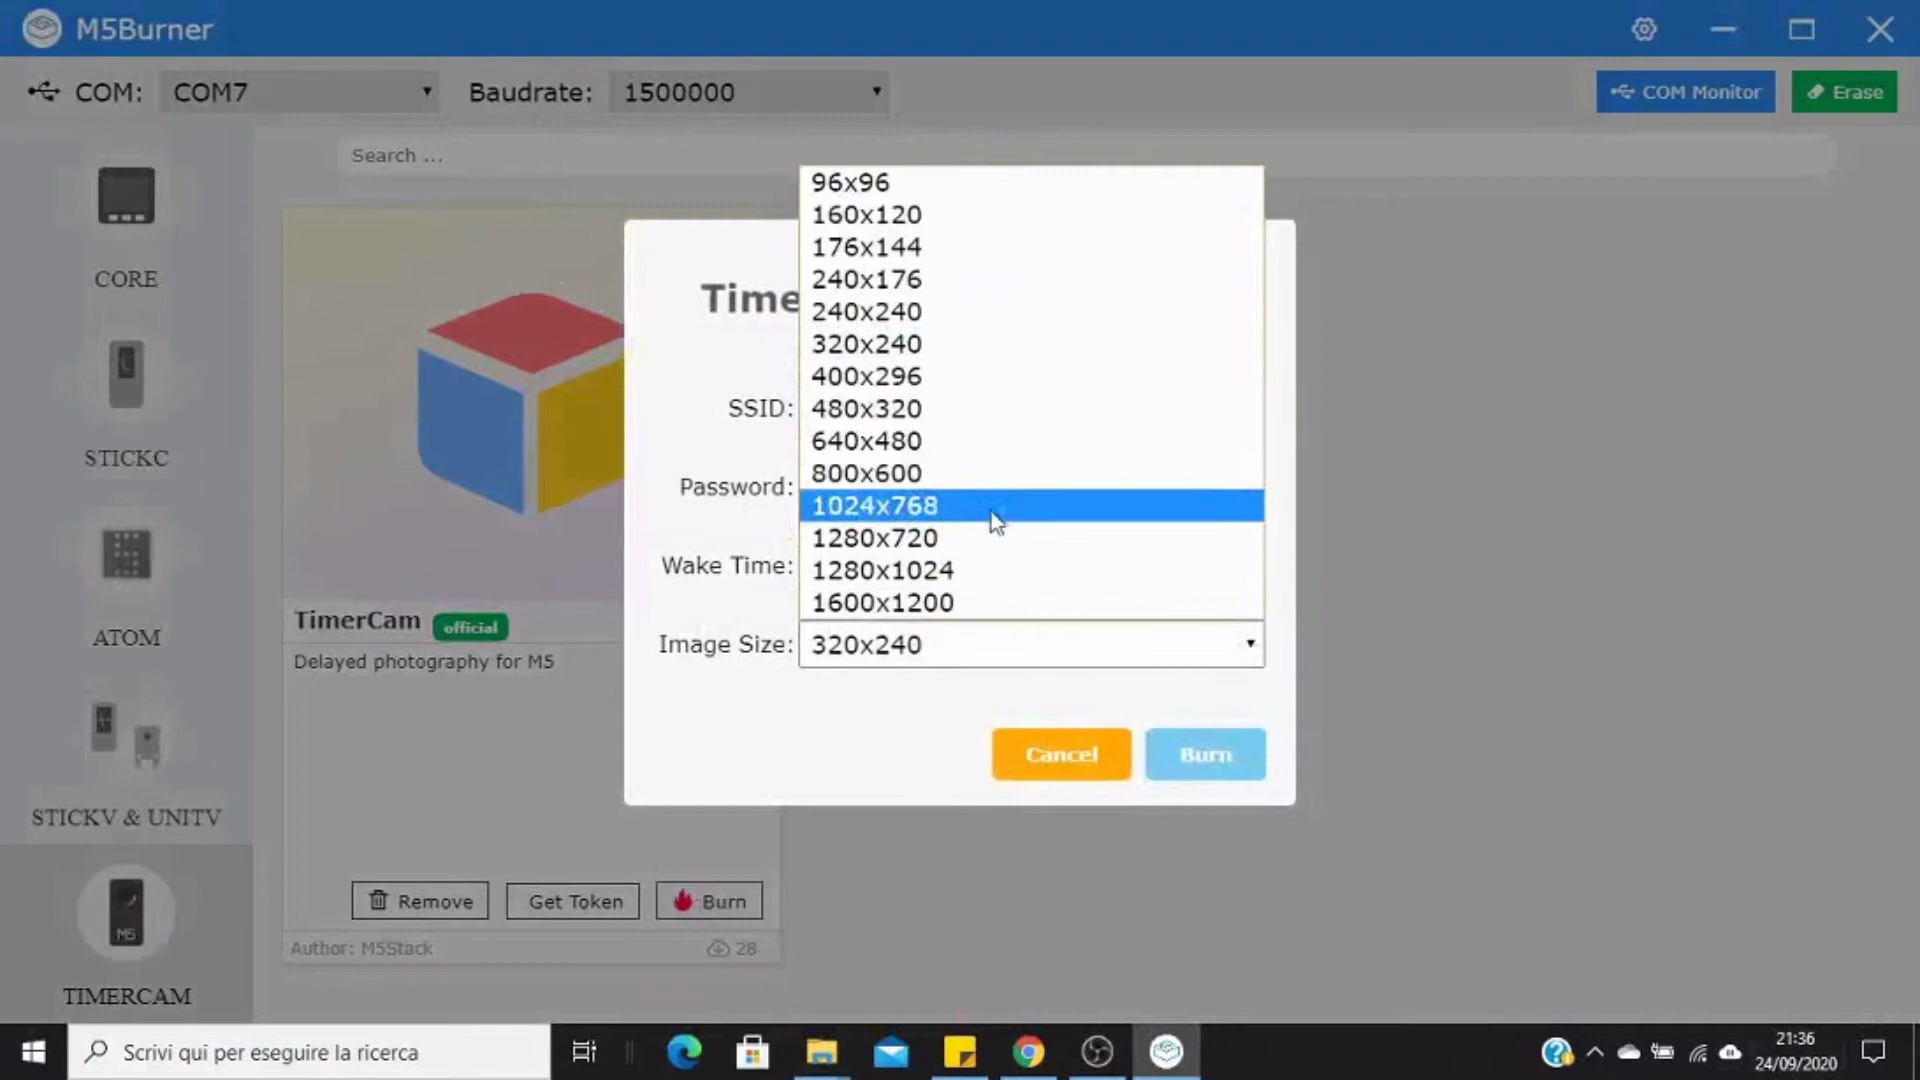 M5Burner
COM: COM7 Baudrate: 1500000 COM Monitor Erase
Search ...
CORE
STICKC
ATOM
STICKV & UNITV
TIMERCAM
M5
TimerCam official
Delayed photography for M5
Remove Get Token Burn
Author: M5Stack 28
Time
SSID:
Password:
Wake Time:
96x96
160x120
176x144
240x176
240x240
320x240
400x296
480x320
640x480
800x600
1024x768
1280x720
1280x1024
1600x1200
Image Size: 320x240
Cancel Burn
Scrivi qui per eseguire la ricerca
21:36
24/09/2020